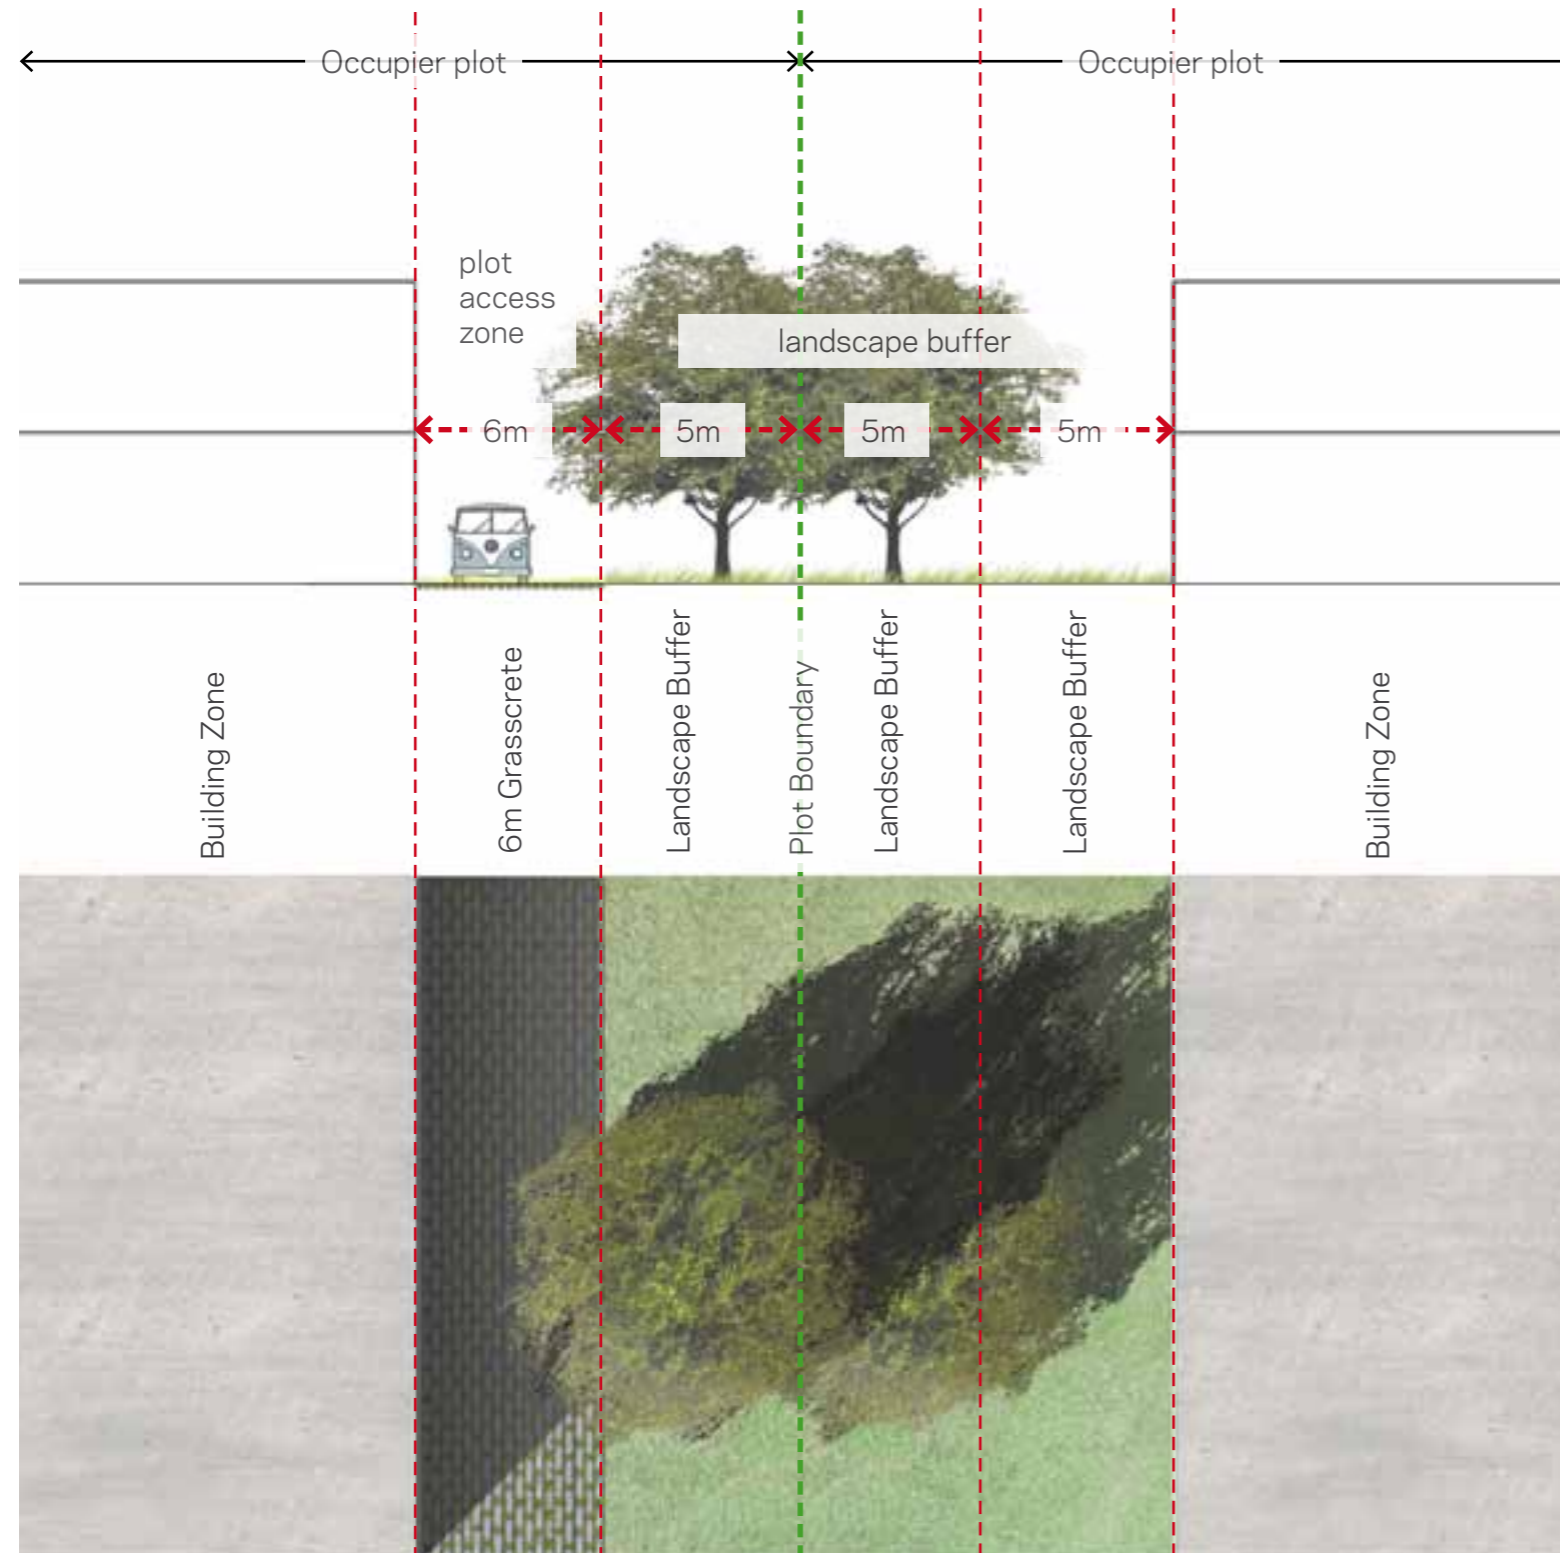 Occupier plot
Occupier plot
plot
access
zone
landscape buffer
6m
5m
5m
5m
Building Zone
6m Grasscrete
Landscape Buffer
Plot Boundary
Landscape Buffer
Landscape Buffer
Building Zone